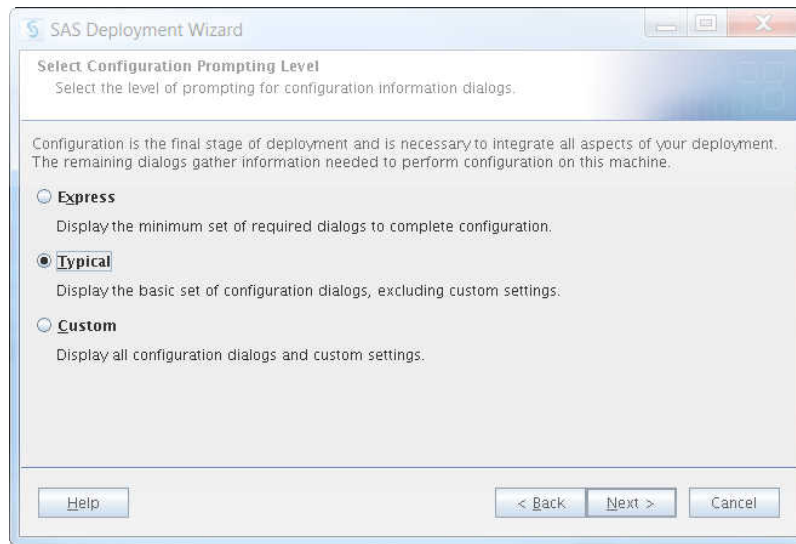 SAS Deployment Wizard
Select Configuration Prompting Level
Select the level of prompting for configuration information dialogs.
Configuration is the final stage of deployment and is necessary to integrate all aspects of your deployment.
The remaining dialogs gather information needed to perform configuration on this machine.
Express
Display the minimum set of required dialogs to complete configuration.
Typical
Display the basic set of configuration dialogs, excluding custom settings.
Custom
Display all configuration dialogs and custom settings.
Help
< Back
Next >
Cancel